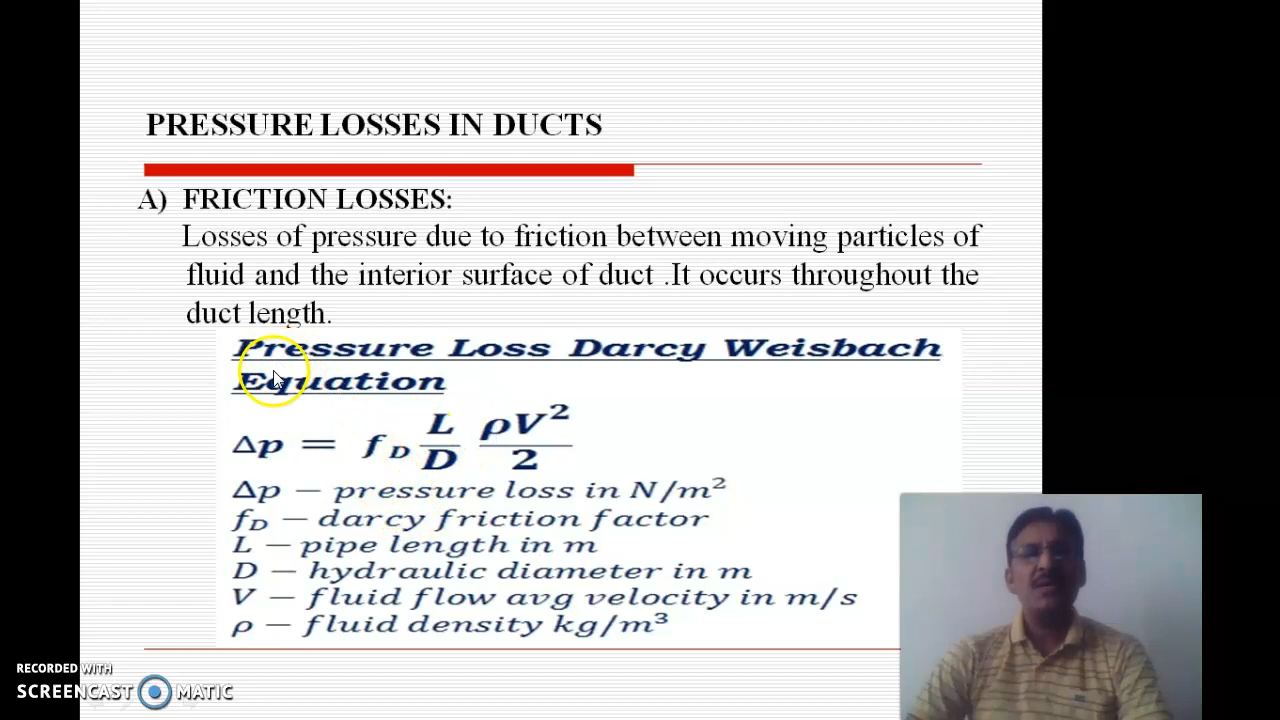 PRESSURE LOSSES IN DUCTS
A) FRICTION LOSSES:
Losses of pressure due to friction between moving particles of
fluid and the interior surface of duct .It occurs throughout the
duct length.
Pressure Loss Darcy Weisbach
Equation
Δp = f_D L/D ρV²/2
Δp − pressure loss in N/m²
f_D − darcy friction factor
L − pipe length in m
D − hydraulic diameter in m
V − fluid flow avg velocity in m/s
ρ − fluid density kg/m³
RECORDED WITH
SCREENCAST MATIC